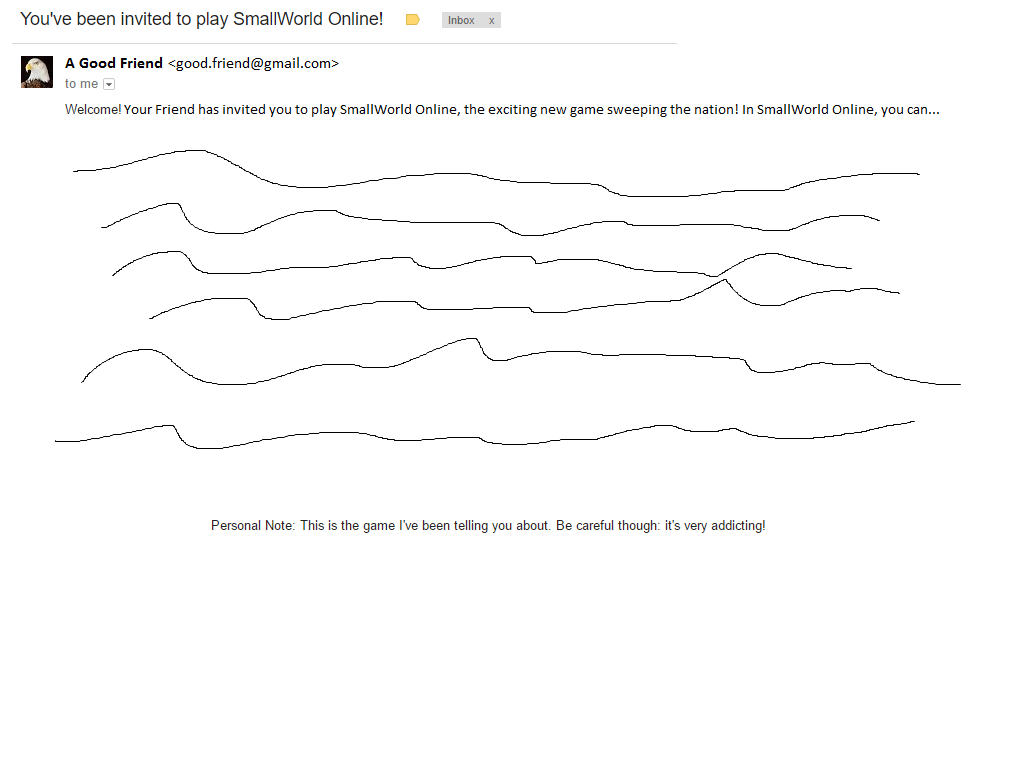 You've been invited to play SmallWorld Online! Inbox x
A Good Friend <good.friend@gmail.com>
to me
Welcome! Your Friend has invited you to play SmallWorld Online, the exciting new game sweeping the nation! In SmallWorld Online, you can...
Personal Note: This is the game I've been telling you about. Be careful though: it's very addicting!